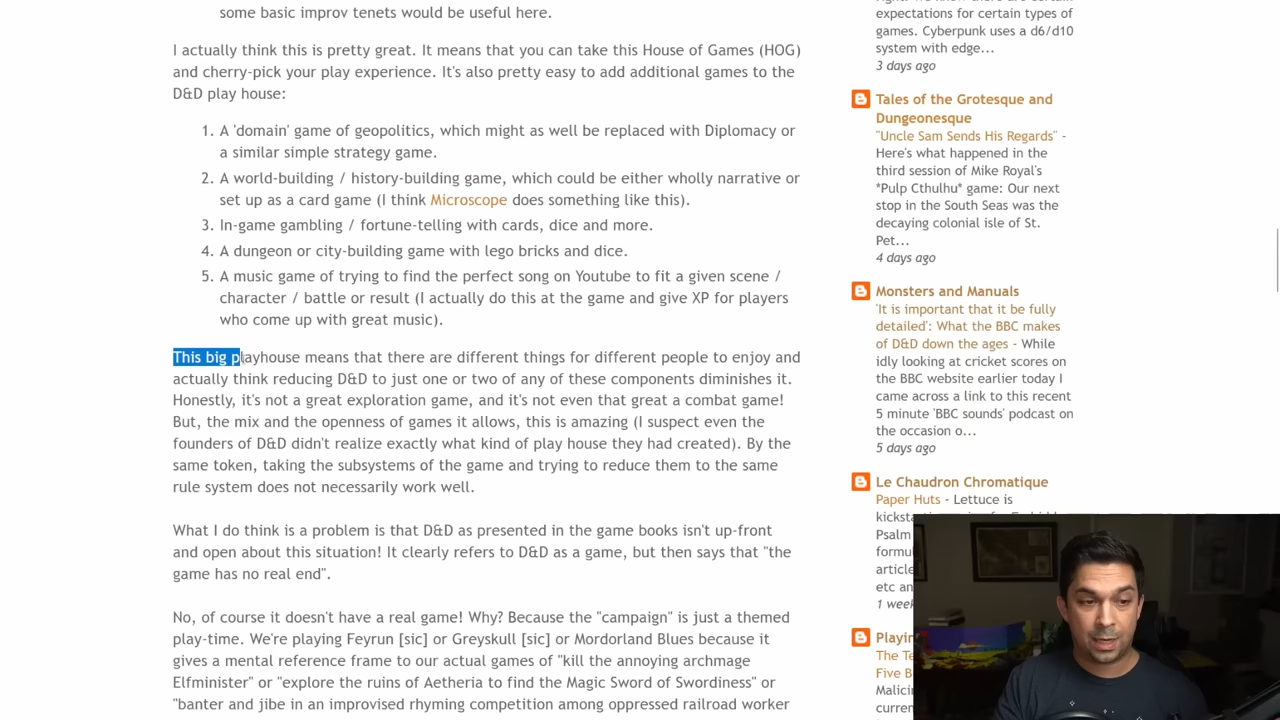 some basic improv tenets would be useful here.
I actually think this is pretty great. It means that you can take this House of Games (HOG)
and cherry-pick your play experience. It's also pretty easy to add additional games to the
D&D play house:
1. A 'domain' game of geopolitics, which might as well be replaced with Diplomacy or
a similar simple strategy game.
2. A world-building / history-building game, which could be either wholly narrative or
set up as a card game (I think Microscope does something like this).
3. In-game gambling / fortune-telling with cards, dice and more.
4. A dungeon or city-building game with lego bricks and dice.
5. A music game of trying to find the perfect song on Youtube to fit a given scene /
character / battle or result (I actually do this at the game and give XP for players
who come up with great music).
This big playhouse means that there are different things for different people to enjoy and
actually think reducing D&D to just one or two of any of these components diminishes it.
Honestly, it's not a great exploration game, and it's not even that great a combat game!
But, the mix and the openness of games it allows, this is amazing (I suspect even the
founders of D&D didn't realize exactly what kind of play house they had created). By the
same token, taking the subsystems of the game and trying to reduce them to the same
rule system does not necessarily work well.
What I do think is a problem is that D&D as presented in the game books isn't up-front
and open about this situation! It clearly refers to D&D as a game, but then says that "the
game has no real end".
No, of course it doesn't have a real game! Why? Because the "campaign" is just a themed
play-time. We're playing Feyrun [sic] or Greyskull [sic] or Mordorland Blues because it
gives a mental reference frame to our actual games of "kill the annoying archmage
Elfminister" or "explore the ruins of Aetheria to find the Magic Sword of Swordiness" or
"banter and jibe in an improvised rhyming competition among oppressed railroad worker
expectations for certain types of
games. Cyberpunk uses a d6/d10
system with edge...
3 days ago
Tales of the Grotesque and
Dungeonesque
"Uncle Sam Sends His Regards" -
Here's what happened in the
third session of Mike Royal's
*Pulp Cthulhu* game: Our next
stop in the South Seas was the
decaying colonial isle of St.
Pet...
4 days ago
Monsters and Manuals
'It is important that it be fully
detailed': What the BBC makes
of D&D down the ages - While
idly looking at cricket scores on
the BBC website earlier today I
came across a link to this recent
5 minute 'BBC sounds' podcast on
the occasion o...
5 days ago
Le Chaudron Chromatique
Paper Huts - Lettuce is
Psalm
etc